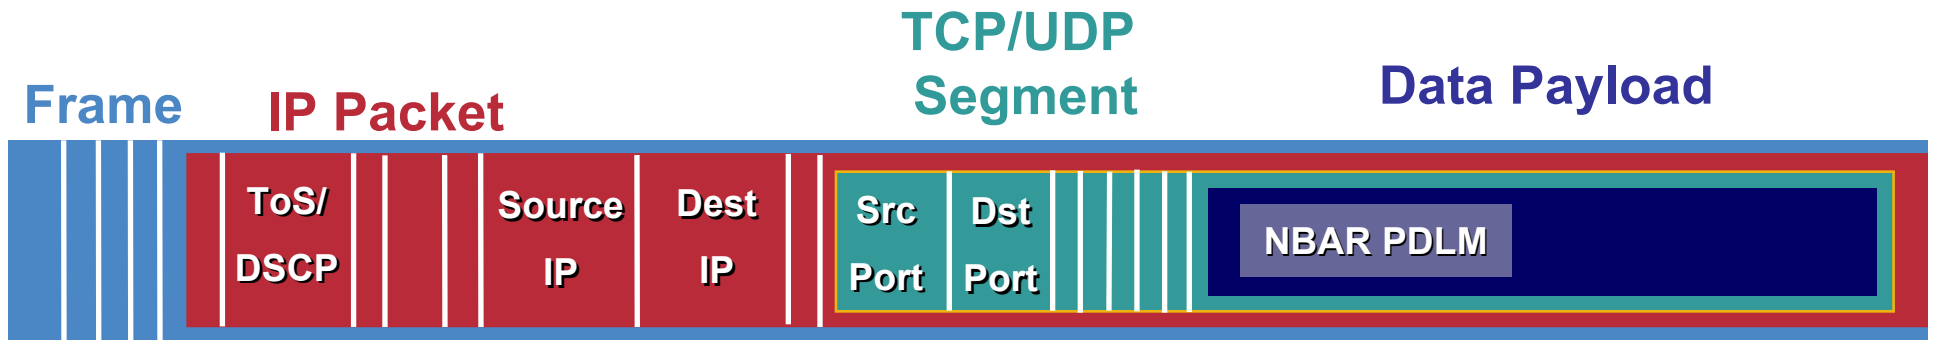 Frame
IP Packet
TCP/UDP
Segment
Data Payload
ToS/
DSCP
Source
IP
Dest
IP
Src
Port
Dst
Port
NBAR PDLM